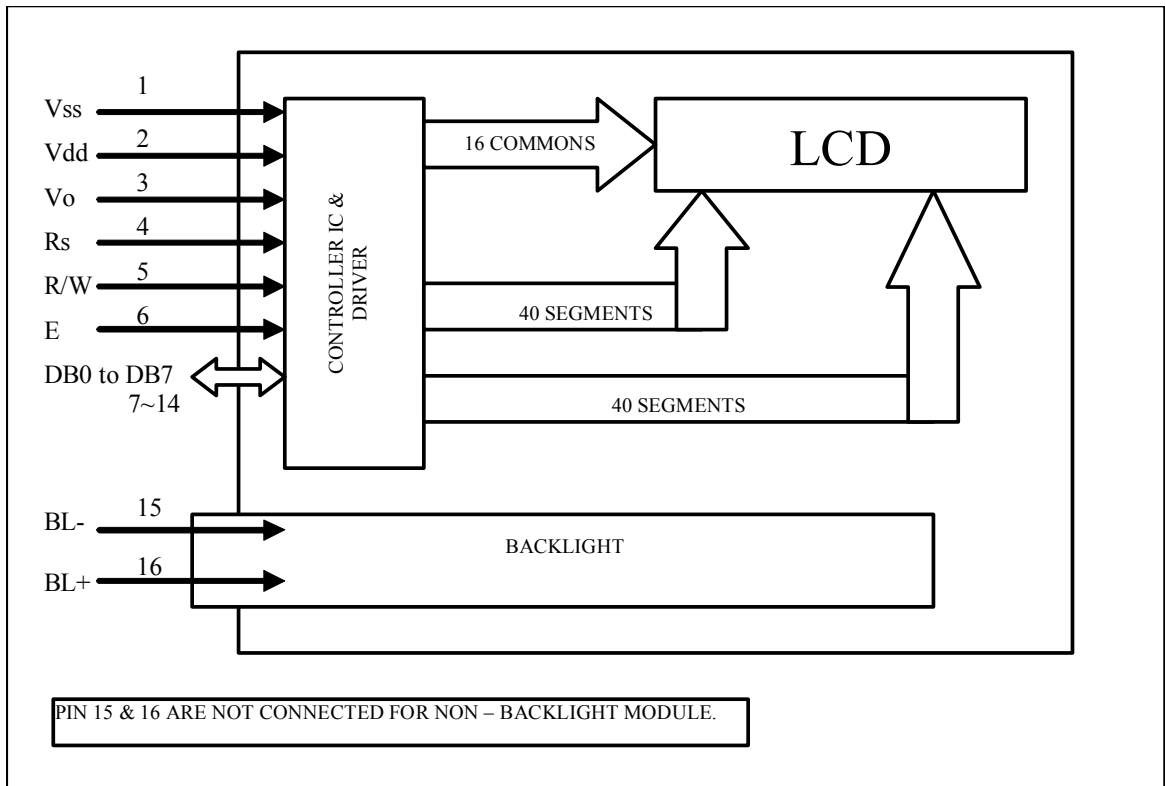 1
Vss
2
Vdd
3
Vo
4
Rs
5
R/W
6
E
DB0 to DB7
7~14
CONTROLLER IC &
DRIVER
16 COMMONS
LCD
40 SEGMENTS
40 SEGMENTS
15
BL-
16
BL+
BACKLIGHT
PIN 15 & 16 ARE NOT CONNECTED FOR NON – BACKLIGHT MODULE.